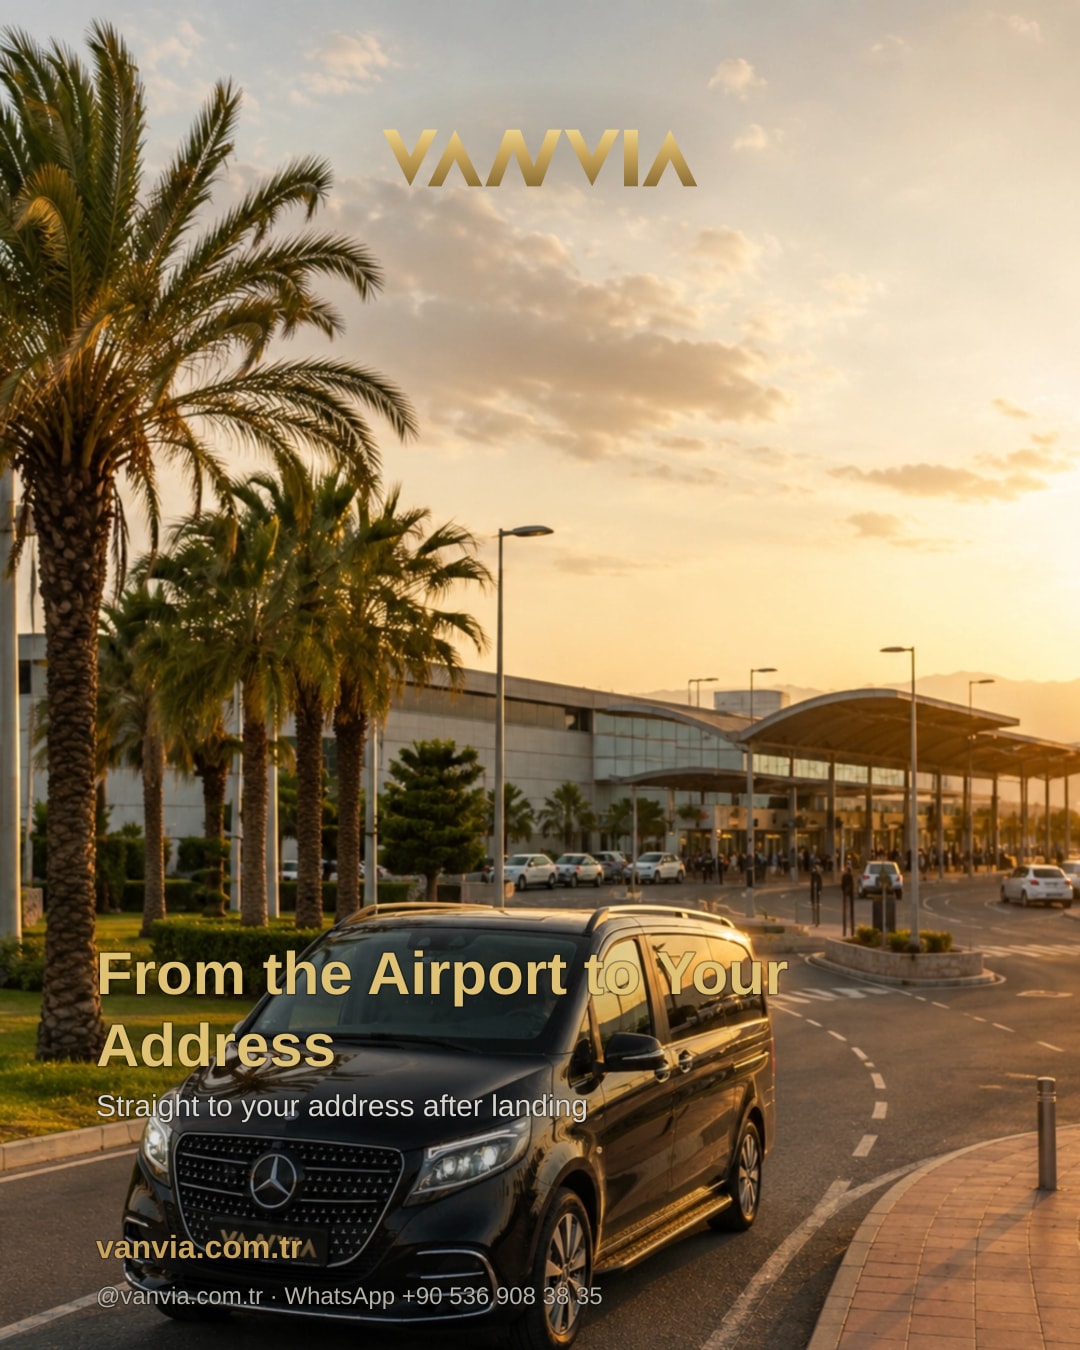 VANVIA
From the Airport to Your
Address
Straight to your address after landing
VANVIA
vanvia.com.tr
@vanvia.com.tr · WhatsApp +90 536 908 38 35